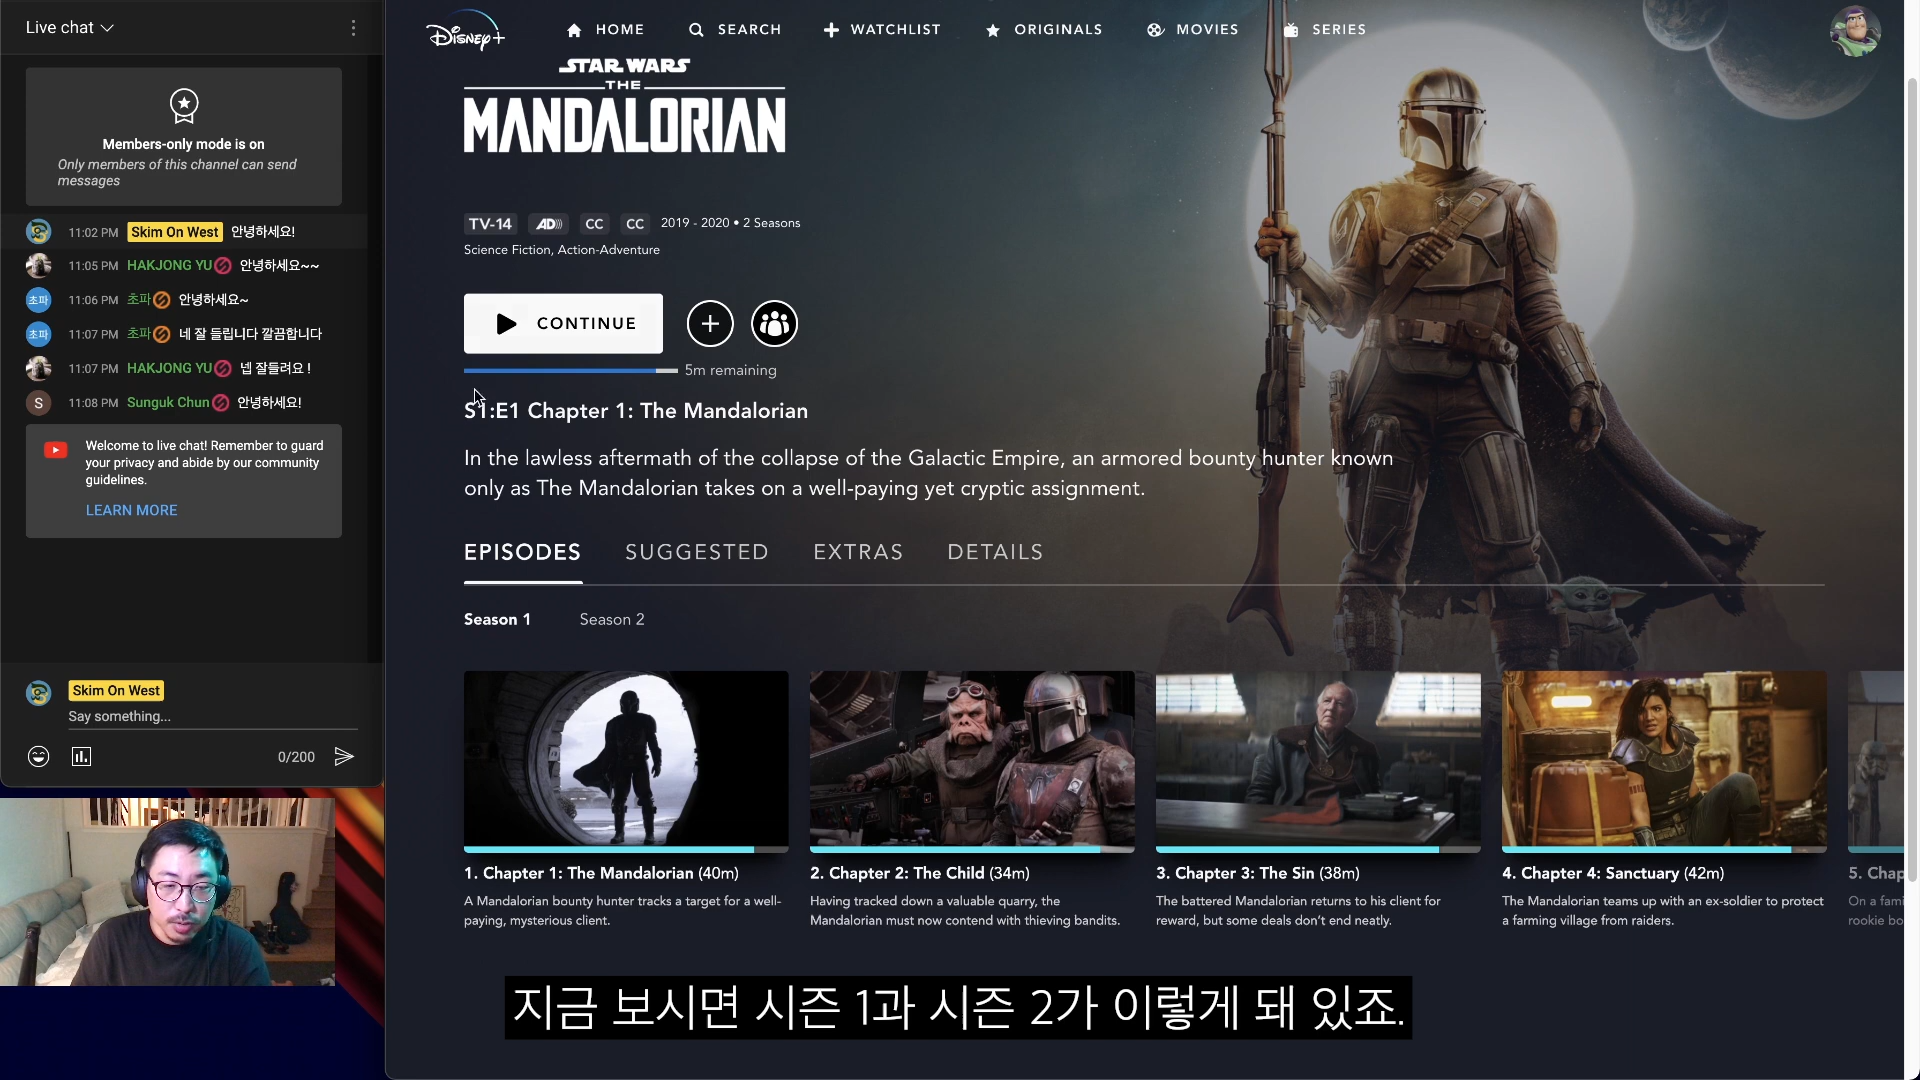 Live chat
Members-only mode is on
Only members of this channel can send
messages
11:02 PM Skim On West 안녕하세요!
11:05 PM HAKJONG YU 안녕하세요~~
초파 11:06 PM 초파 안녕하세요~
초파 11:07 PM 초파 네 잘 들립니다 깔끔합니다
11:07 PM HAKJONG YU 넵 잘들려요 !
S 11:08 PM Sunguk Chun 안녕하세요!
Welcome to live chat! Remember to guard
your privacy and abide by our community
guidelines.
LEARN MORE
Skim On West
Say something...
0/200
Disney+
HOME
SEARCH
WATCHLIST
ORIGINALS
MOVIES
SERIES
STAR WARS
THE
MANDALORIAN
TV-14 AD CC CC 2019 - 2020 • 2 Seasons
Science Fiction, Action-Adventure
CONTINUE
5m remaining
S1:E1 Chapter 1: The Mandalorian
In the lawless aftermath of the collapse of the Galactic Empire, an armored bounty hunter known
only as The Mandalorian takes on a well-paying yet cryptic assignment.
EPISODES SUGGESTED EXTRAS DETAILS
Season 1 Season 2
1. Chapter 1: The Mandalorian (40m)
A Mandalorian bounty hunter tracks a target for a well-
paying, mysterious client.
2. Chapter 2: The Child (34m)
Having tracked down a valuable quarry, the
Mandalorian must now contend with thieving bandits.
3. Chapter 3: The Sin (38m)
The battered Mandalorian returns to his client for
reward, but some deals don't end neatly.
4. Chapter 4: Sanctuary (42m)
The Mandalorian teams up with an ex-soldier to protect
a farming village from raiders.
5. Chap
On a fami
rookie bo
지금 보시면 시즌 1과 시즌 2가 이렇게 돼 있죠.